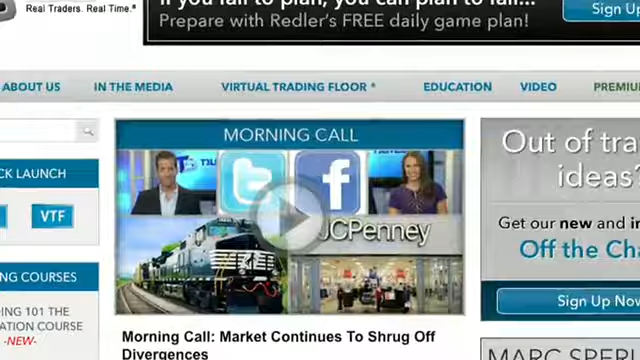 If you fail to plan, you can plan to fail...
Real Traders. Real Time.®
Prepare with Redler's FREE daily game plan!
Sign Up
ABOUT US
IN THE MEDIA
VIRTUAL TRADING FLOOR ®
EDUCATION
VIDEO
PREMIU
CK LAUNCH
VTF
NG COURSES
ING 101 THE
ATION COURSE
-NEW-
MORNING CALL
t
f
JCPenney
Morning Call: Market Continues To Shrug Off
Divergences
Out of tra
ideas?
Get our new and in
Off the Cha
Sign Up Now
MARC SPERL